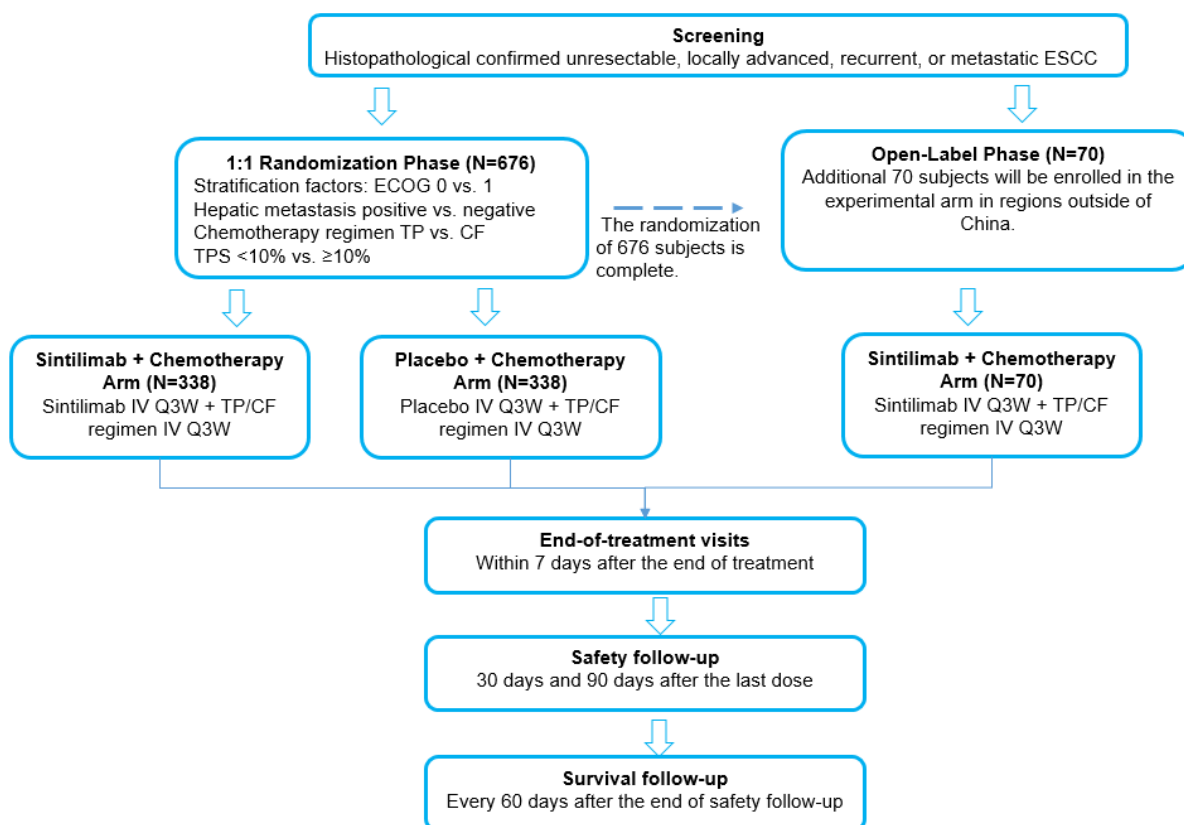 Screening
Histopathological confirmed unresectable, locally advanced, recurrent, or metastatic ESCC
1:1 Randomization Phase (N=676)
Stratification factors: ECOG 0 vs. 1
Hepatic metastasis positive vs. negative
Chemotherapy regimen TP vs. CF
TPS <10% vs. ≥10%
The randomization
of 676 subjects is
complete.
Open-Label Phase (N=70)
Additional 70 subjects will be enrolled in the
experimental arm in regions outside of
China.
Sintilimab + Chemotherapy
Arm (N=338)
Sintilimab IV Q3W + TP/CF
regimen IV Q3W
Placebo + Chemotherapy
Arm (N=338)
Placebo IV Q3W + TP/CF
regimen IV Q3W
Sintilimab + Chemotherapy
Arm (N=70)
Sintilimab IV Q3W + TP/CF
regimen IV Q3W
End-of-treatment visits
Within 7 days after the end of treatment
Safety follow-up
30 days and 90 days after the last dose
Survival follow-up
Every 60 days after the end of safety follow-up